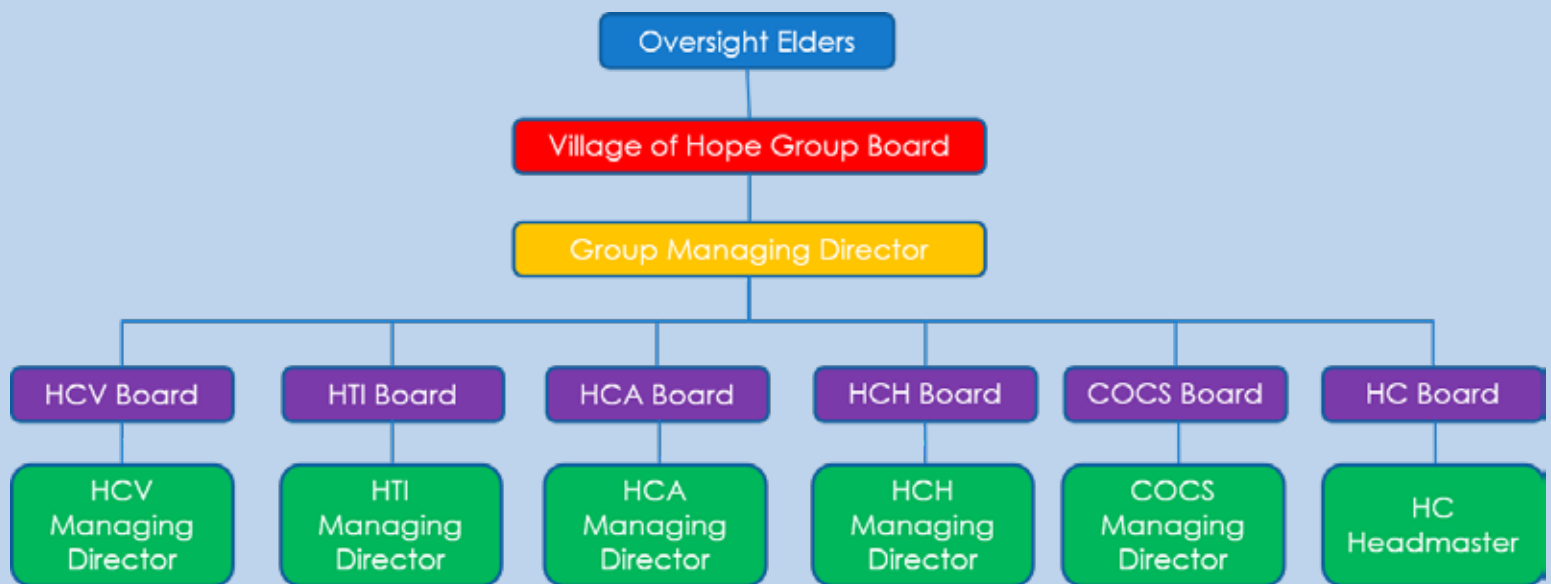 Oversight Elders
Village of Hope Group Board
Group Managing Director
HCV Board
HTI Board
HCA Board
HCH Board
COCS Board
HC Board
HCV
Managing
Director
HTI
Managing
Director
HCA
Managing
Director
HCH
Managing
Director
COCS
Managing
Director
HC
Headmaster